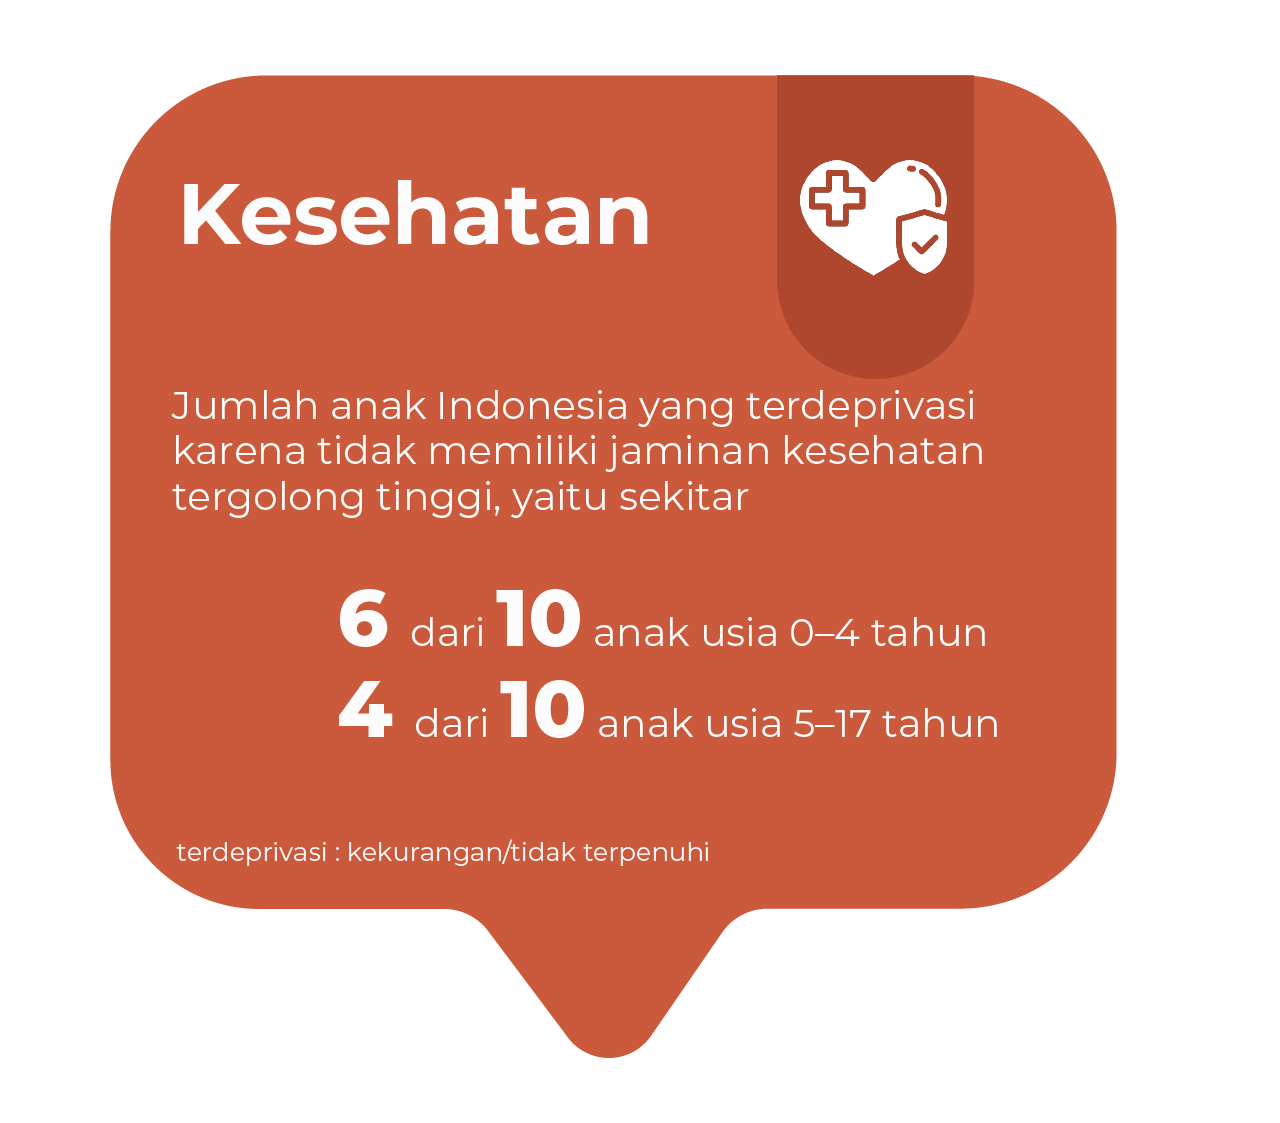 Kesehatan
Jumlah anak Indonesia yang terdeprivasi
karena tidak memiliki jaminan kesehatan
tergolong tinggi, yaitu sekitar
6 dari 10 anak usia 0–4 tahun
4 dari 10 anak usia 5–17 tahun
terdeprivasi : kekurangan/tidak terpenuhi